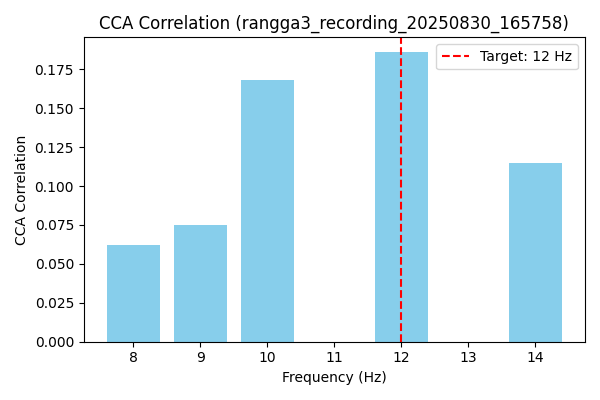 CCA Correlation (rangga3_recording_20250830_165758)
Target: 12 Hz
CCA Correlation
0.175
0.150
0.125
0.100
0.075
0.050
0.025
0.000
8 9 10 11 12 13 14
Frequency (Hz)